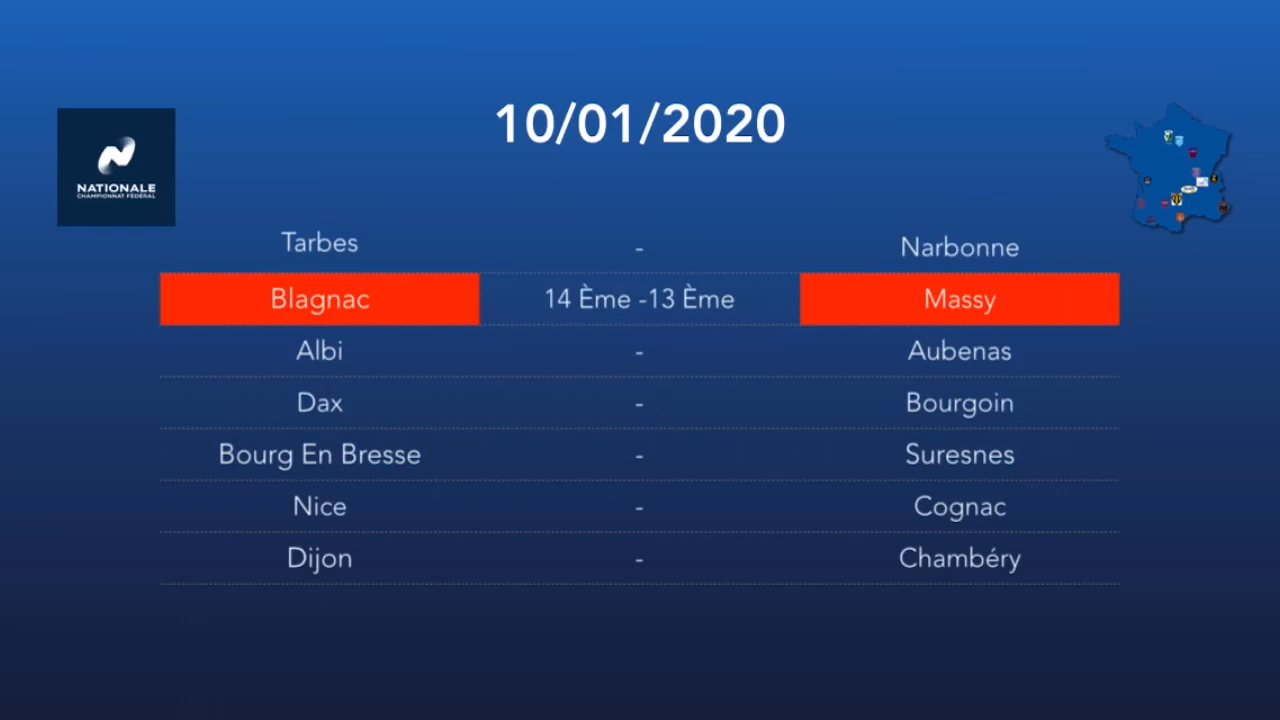 10/01/2020
NATIONALE
CHAMPIONNAT FÉDÉRAL
Tarbes - Narbonne
Blagnac 14 Ème -13 Ème Massy
Albi - Aubenas
Dax - Bourgoin
Bourg En Bresse - Suresnes
Nice - Cognac
Dijon - Chambéry